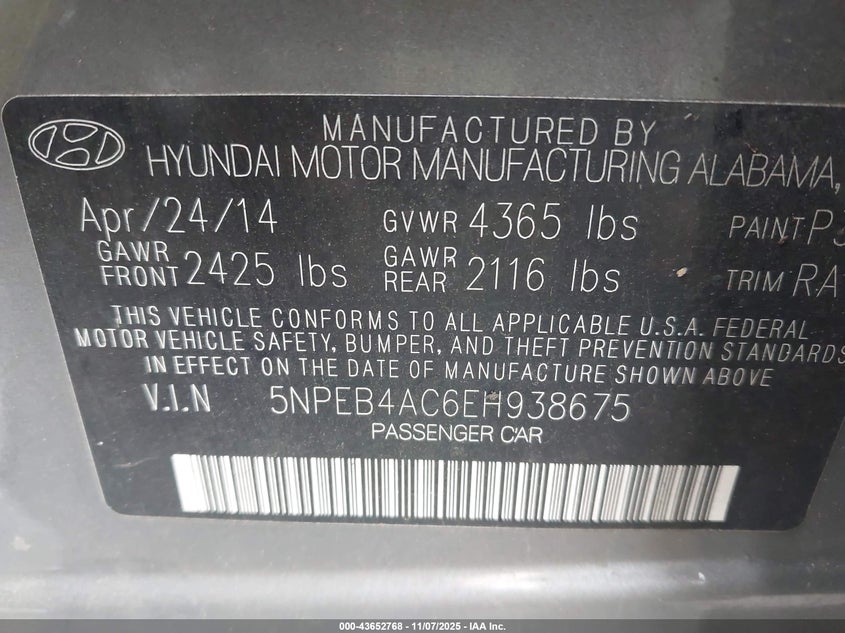 MANUFACTURED BY
HYUNDAI MOTOR MANUFACTURING ALABAMA,
Apr/24/14 GVWR 4365 lbs PAINT
GAWR FRONT 2425 lbs GAWR REAR 2116 lbs TRIM RA
THIS VEHICLE CONFORMS TO ALL APPLICABLE U.S.A. FEDERAL
MOTOR VEHICLE SAFETY, BUMPER, AND THEFT PREVENTION STANDARDS
IN EFFECT ON THE DATE OF MANUFACTURE SHOWN ABOVE
V.I.N 5NPEB4AC6EH938675
PASSENGER CAR
000-43652768 - 11/07/2025 - IAA Inc.